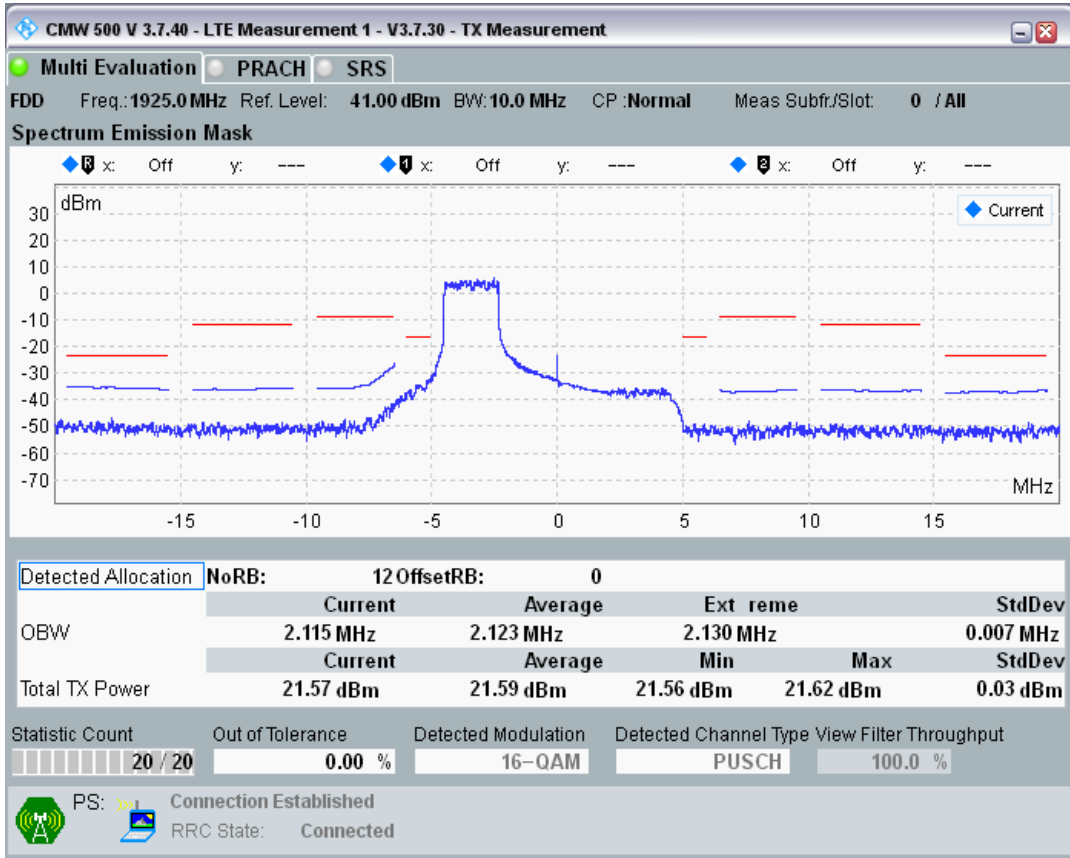 CMW 500 V 3.7.40 - LTE Measurement 1 - V3.7.30 - TX Measurement
Multi Evaluation PRACH SRS
FDD Freq.: 1925.0 MHz Ref. Level: 41.00 dBm BW: 10.0 MHz CP :Normal Meas Subfr./Slot: 0 / All
Spectrum Emission Mask
R x: Off y: --- 1 x: Off y: --- 2 x: Off y: ---
dBm
Current
30
20
10
0
-10
-20
-30
-40
-50
-60
-70
MHz
-15 -10 -5 0 5 10 15
Detected Allocation NoRB: 12 OffsetRB: 0
Current Average Ext reme StdDev
OBW 2.115 MHz 2.123 MHz 2.130 MHz 0.007 MHz
Current Average Min Max StdDev
Total TX Power 21.57 dBm 21.59 dBm 21.56 dBm 21.62 dBm 0.03 dBm
Statistic Count Out of Tolerance Detected Modulation Detected Channel Type View Filter Throughput
20 / 20 0.00 % 16-QAM PUSCH 100.0 %
PS: Connection Established
RRC State: Connected